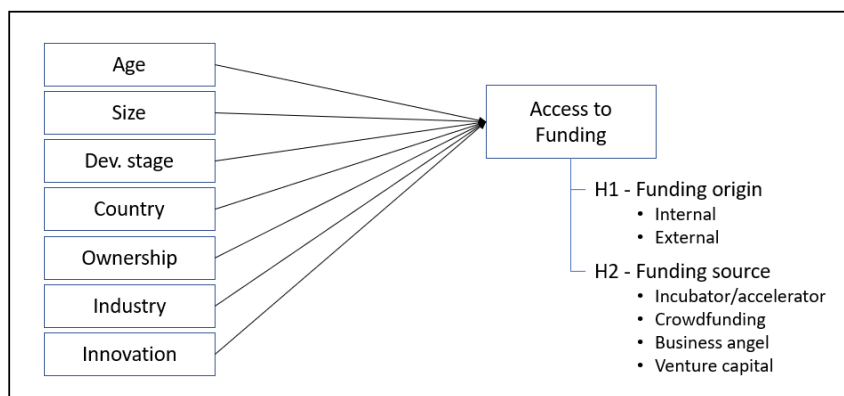 Age
Size
Dev. stage
Country
Ownership
Industry
Innovation
Access to
Funding
H1 - Funding origin
• Internal
• External
H2 - Funding source
• Incubator/accelerator
• Crowdfunding
• Business angel
• Venture capital